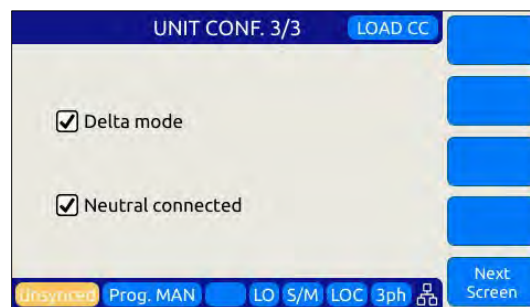 UNIT CONF. 3/3 LOAD CC
Delta mode
Neutral connected
Unsynced Prog. MAN LO S/M LOC 3ph
Next
Screen